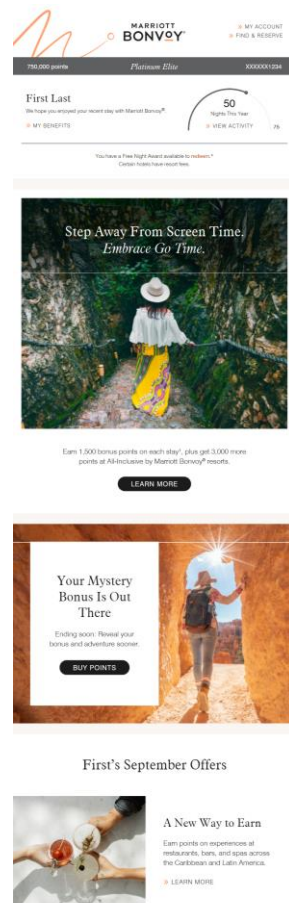 MARRIOTT
BONVOY
» MY ACCOUNT
» FIND & RESERVE
750,000 points
Platinum Elite
XXXXXX1234
First Last
We hope you enjoyed your recent stay with Marriott Bonvoy®.
» MY BENEFITS
50
Nights This Year
» VIEW ACTIVITY
75
You have a Free Night Award available to redeem.*
Certain hotels have resort fees.
Step Away From Screen Time.
Embrace Go Time.
Earn 1,500 bonus points on each stay¹, plus get 3,000 more
points at All-Inclusive by Marriott Bonvoy® resorts.
LEARN MORE
Your Mystery
Bonus Is Out
There
Ending soon: Reveal your
bonus and adventure sooner.
BUY POINTS
First's September Offers
A New Way to Earn
Earn points on experiences at
restaurants, bars, and spas across
the Caribbean and Latin America.
» LEARN MORE